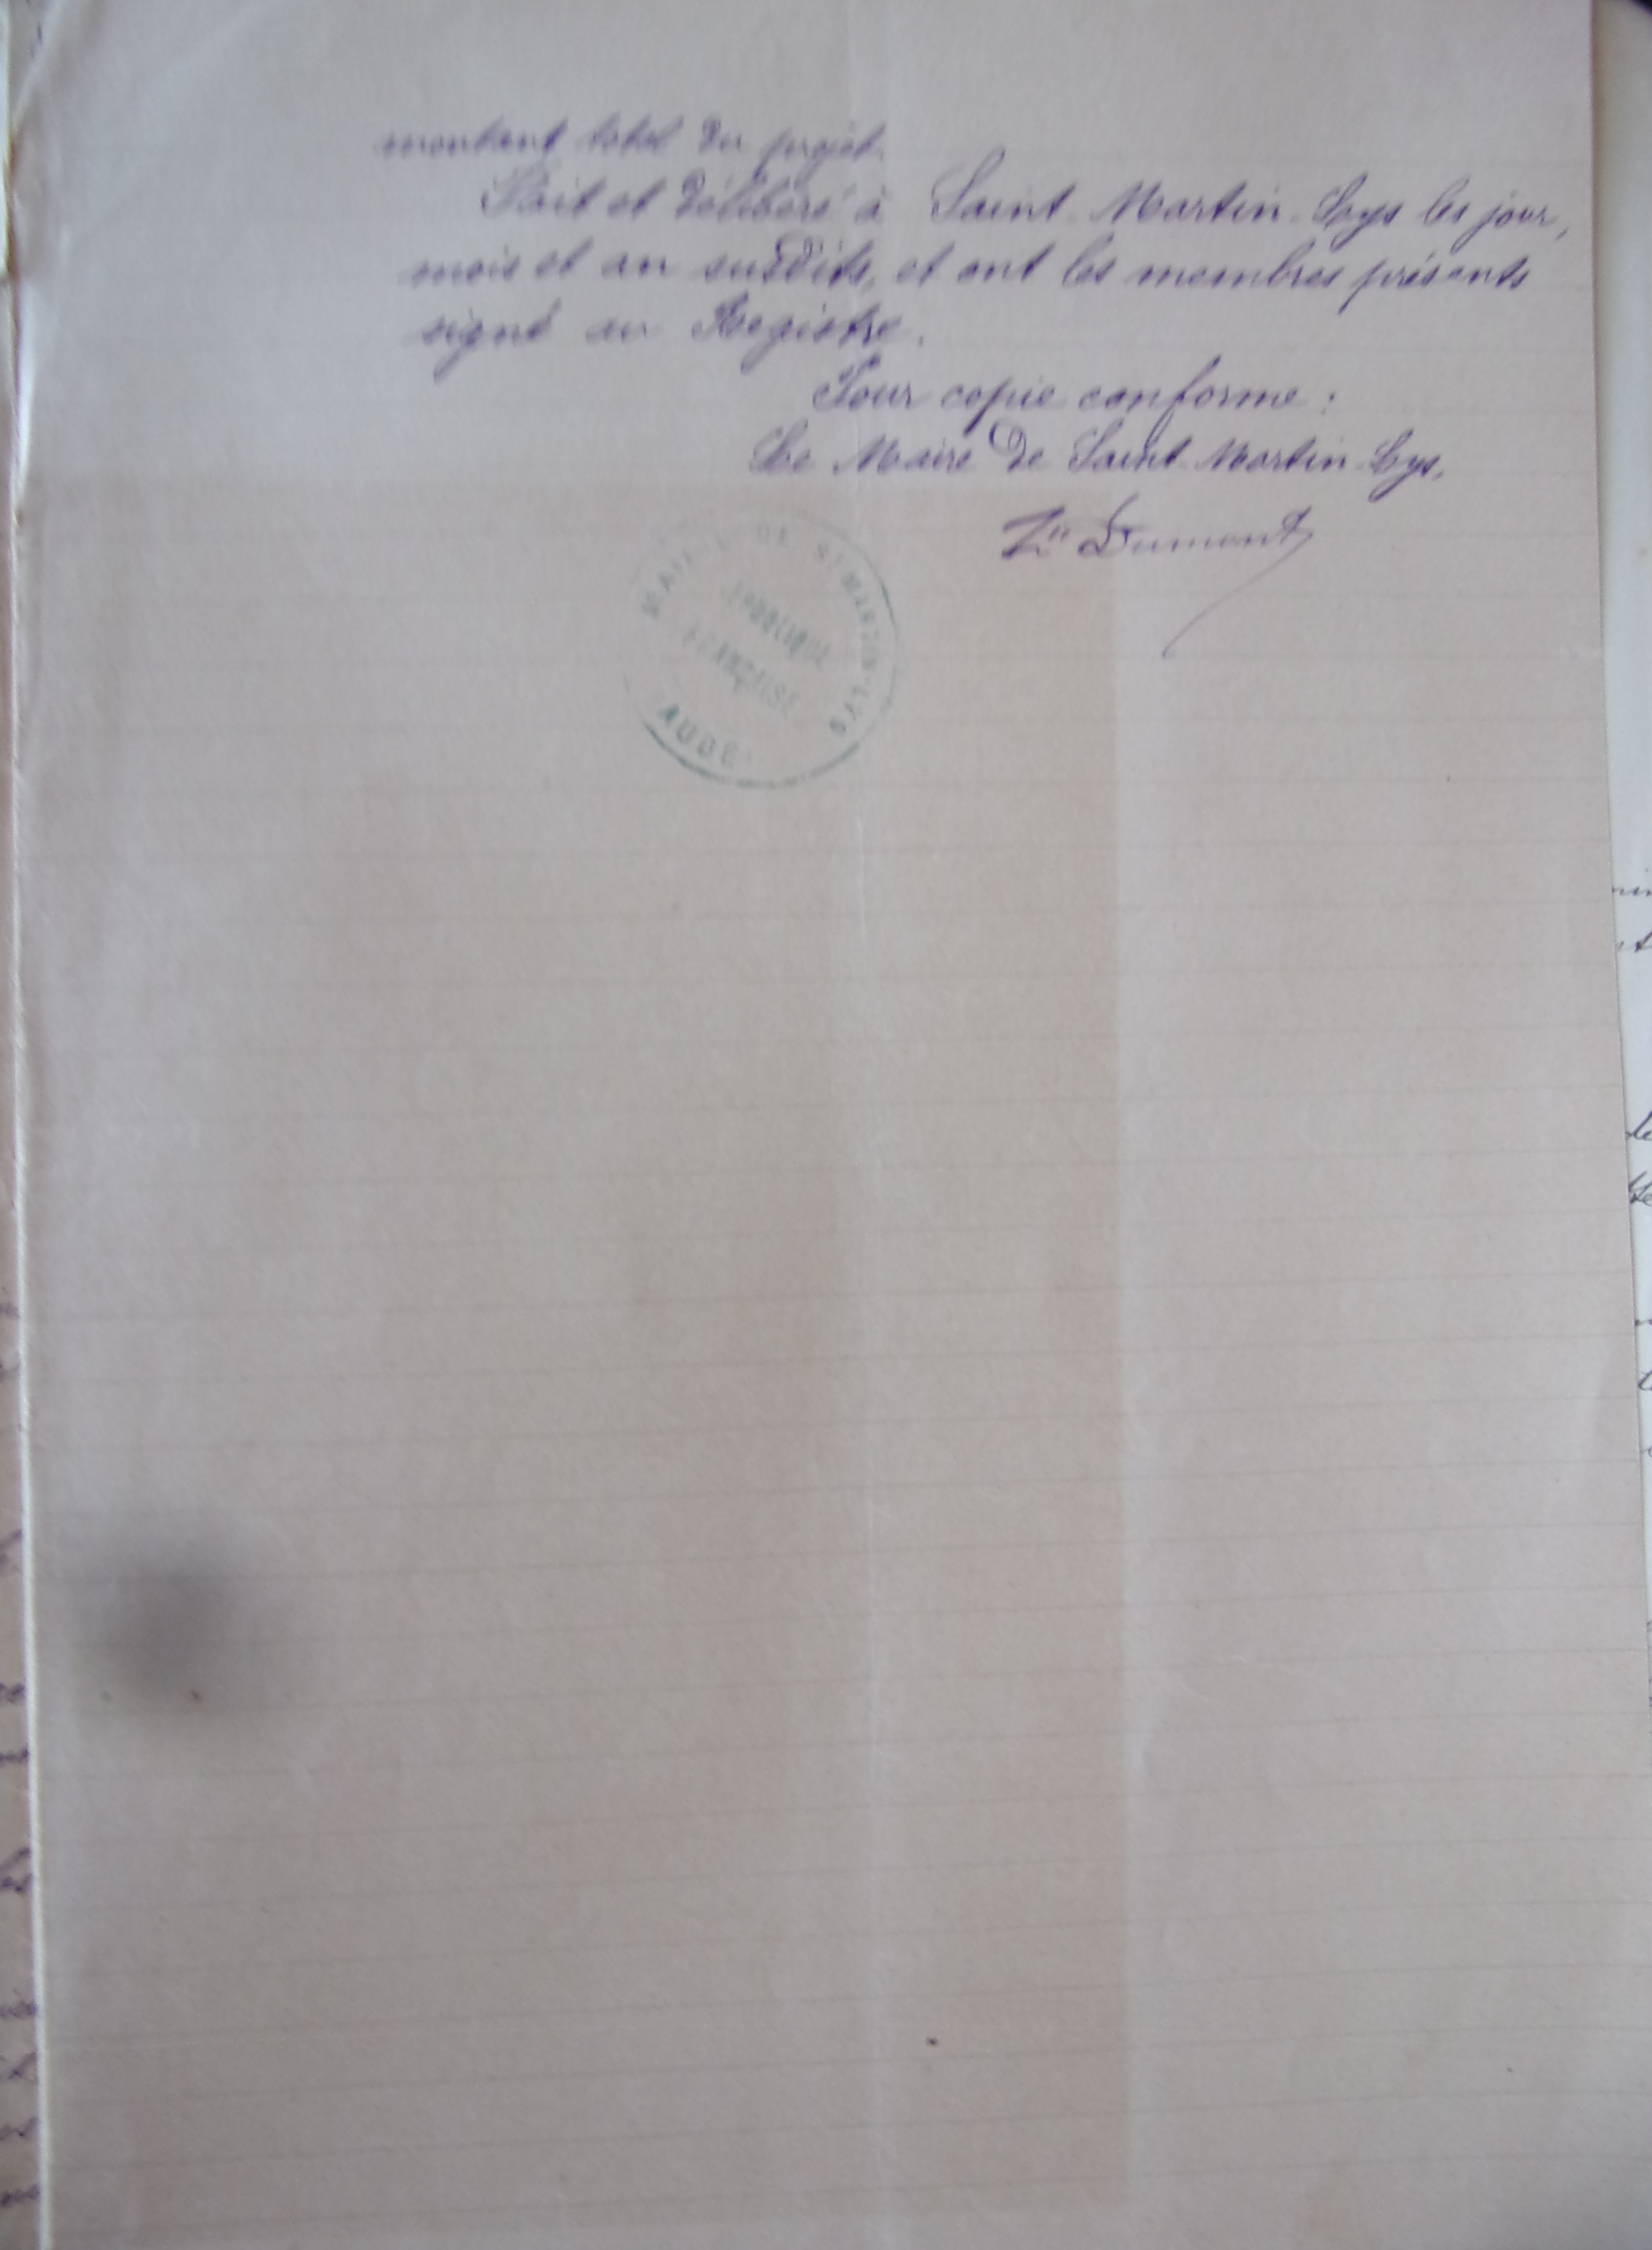 montant total du projet.
Fait et délibéré à Saint-Martin-Lys les jour,
mois et an susdits, et ont les membres présents
signé au Registre.
Pour copie conforme :
Le Maire de Saint-Martin-Lys,
Dumont
MAIRIE DE ST MARTIN-LYS
RÉPUBLIQUE
FRANÇAISE
AUDE